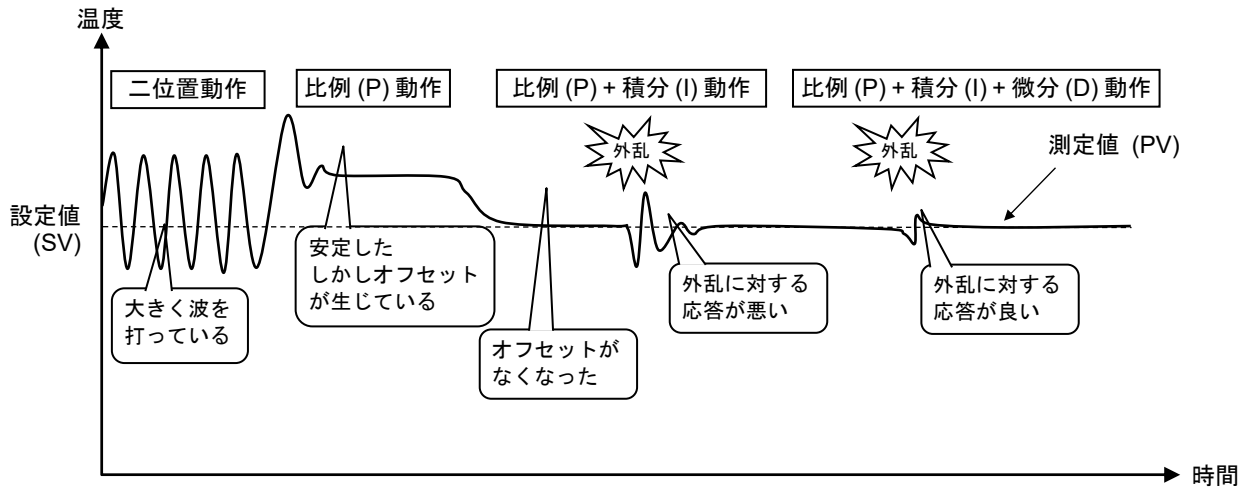 温度
二位置動作
比例 (P) 動作
比例 (P) + 積分 (I) 動作
比例 (P) + 積分 (I) + 微分 (D) 動作
外乱
外乱
測定値 (PV)
設定値
(SV)
大きく波を
打っている
安定した
しかしオフセット
が生じている
オフセットが
なくなった
外乱に対する
応答が悪い
外乱に対する
応答が良い
時間